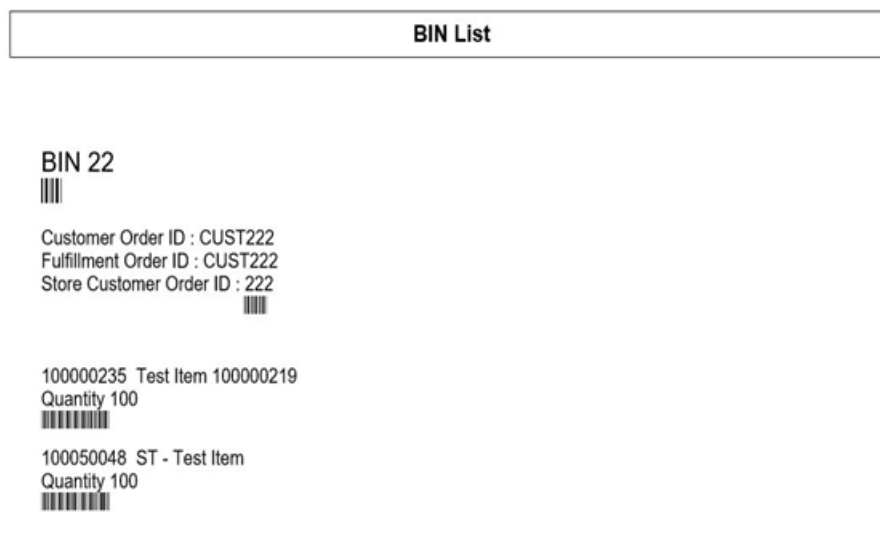 BIN List
BIN 22
Customer Order ID : CUST222
Fulfillment Order ID : CUST222
Store Customer Order ID : 222
100000235 Test Item 100000219
Quantity 100
100050048 ST - Test Item
Quantity 100